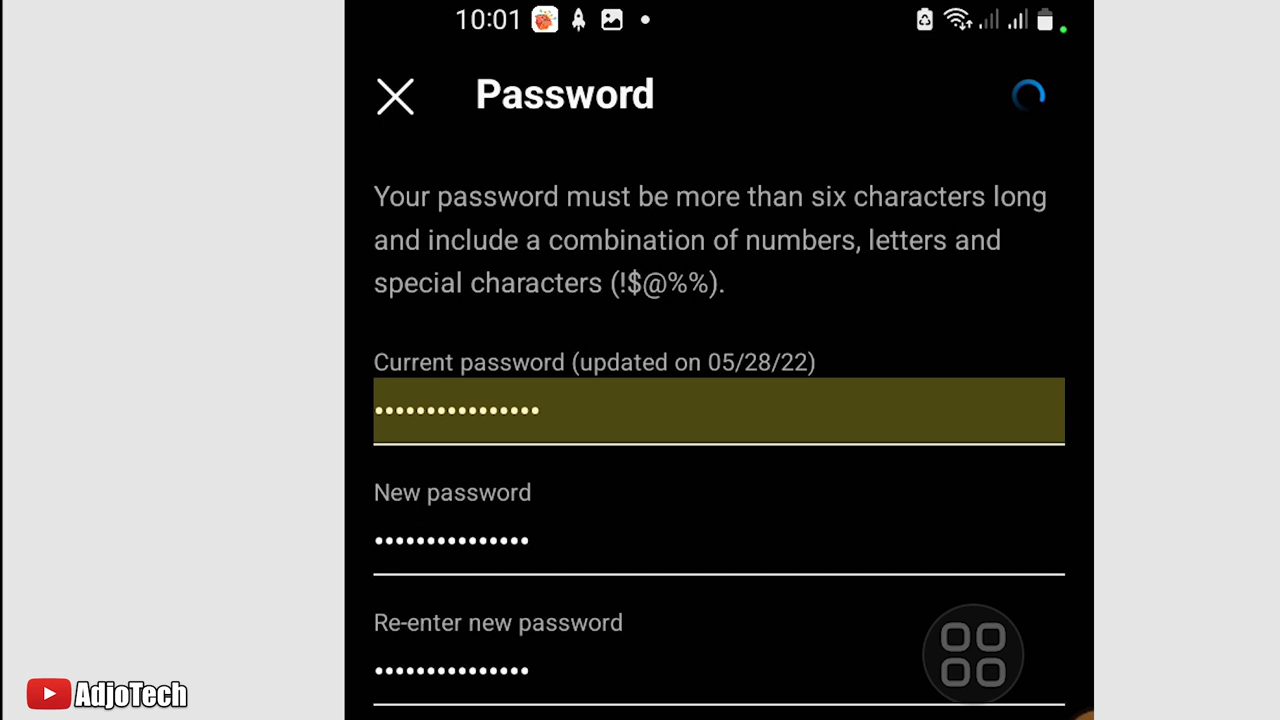 10:01
Password
Your password must be more than six characters long
and include a combination of numbers, letters and
special characters (!$@%%).
Current password (updated on 05/28/22)
••••••••••••••••
New password
•••••••••••••••
Re-enter new password
•••••••••••••••
AdjoTech